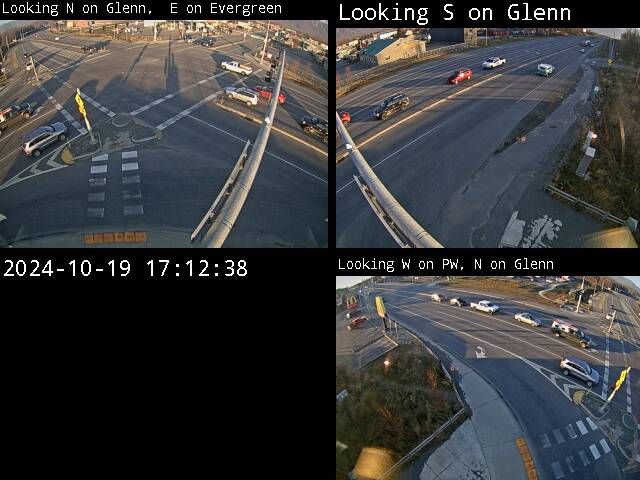 Looking N on Glenn,  E on Evergreen
Looking S on Glenn
2024-10-19 17:12:38
Looking W on PW, N on Glenn